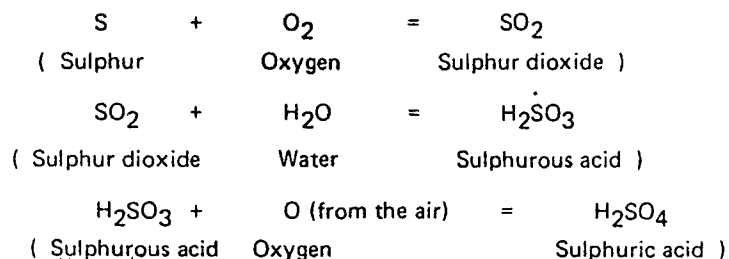 S + O2 = SO2
( Sulphur Oxygen Sulphur dioxide )
SO2 + H2O = H2SO3
( Sulphur dioxide Water Sulphurous acid )
H2SO3 + O (from the air) = H2SO4
( Sulphurous acid Oxygen Sulphuric acid )